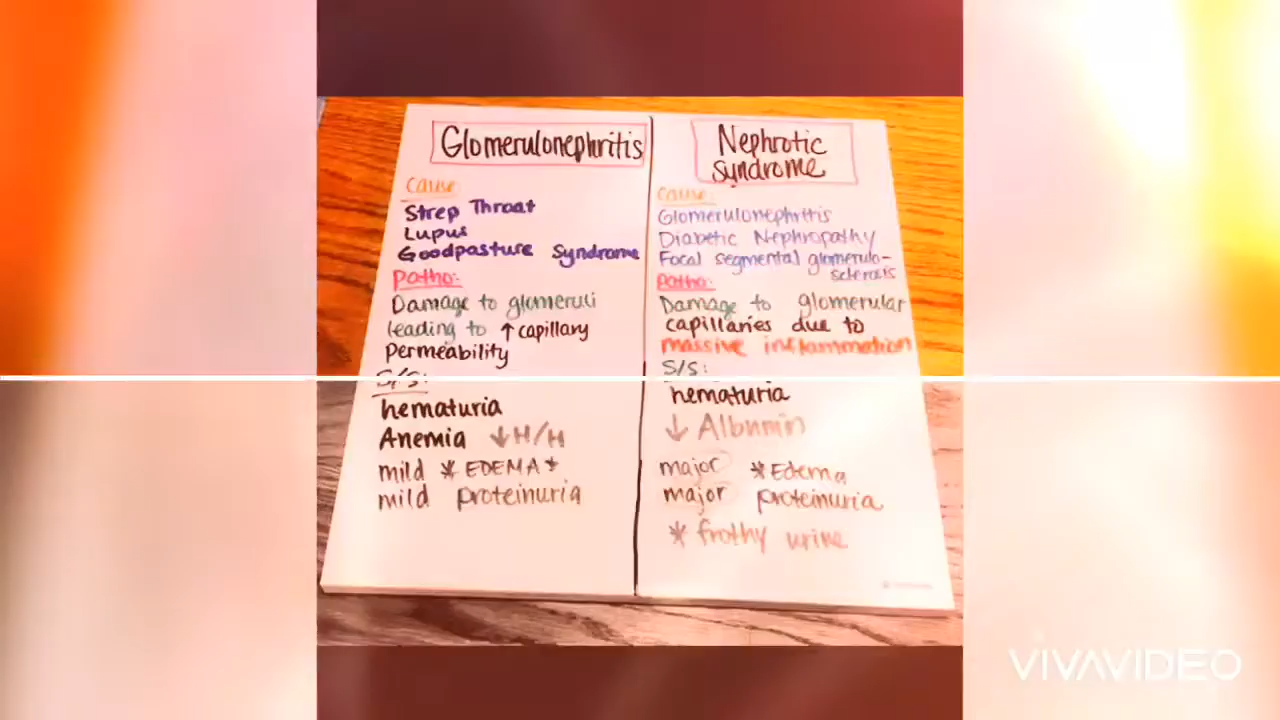 Glomerulonephritis
Cause:
Strep Throat
Lupus
Goodpasture Syndrome
Patho:
Damage to glomeruli
leading to ↑ capillary
Permeability
S/S:
hematuria
Anemia ↓ H/H
mild * EDEMA *
mild proteinuria
Nephrotic
syndrome
Cause:
Glomerulonephritis
Diabetic Nephropathy
Focal segmental glomerulo-
sclerosis
Patho:
Damage to glomerular
capillaries due to
massive inflammation
S/S:
hematuria
↓ Albumin
major * Edema
major proteinuria
* frothy urine
VIVAVIDEO